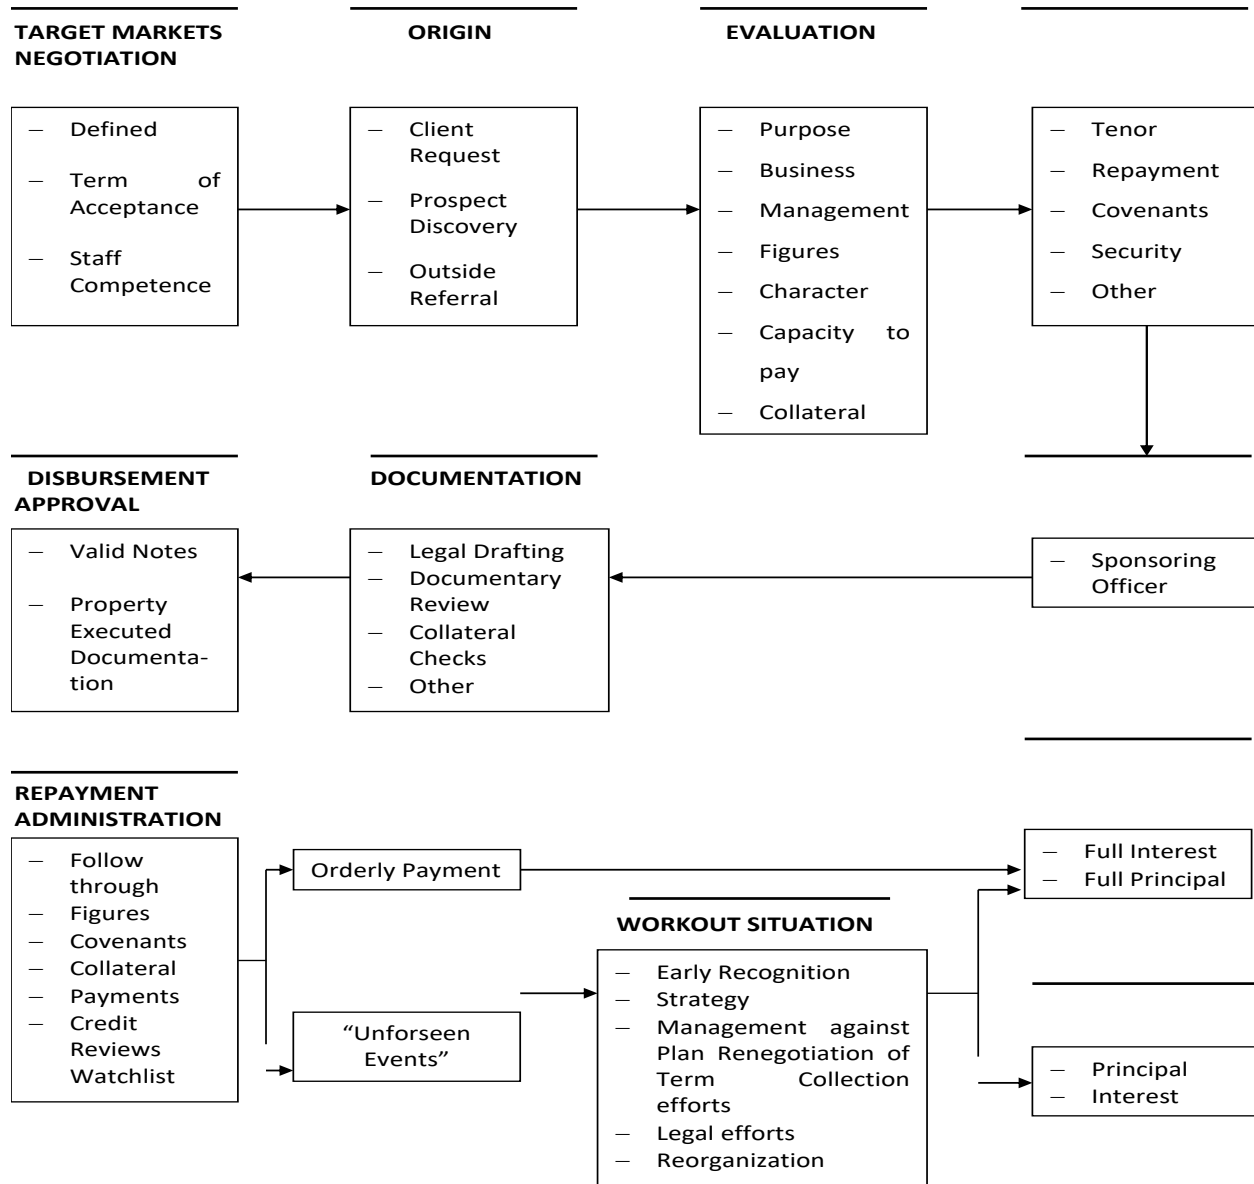 TARGET MARKETS
NEGOTIATION
ORIGIN
EVALUATION
– Defined
– Term of
Acceptance
– Staff
Competence
– Client
Request
– Prospect
Discovery
– Outside
Referral
– Purpose
– Business
– Management
– Figures
– Character
– Capacity to
pay
– Collateral
– Tenor
– Repayment
– Covenants
– Security
– Other
DISBURSEMENT
APPROVAL
DOCUMENTATION
– Valid Notes
– Property
Executed
Documenta-
tion
– Legal Drafting
– Documentary
Review
– Collateral
Checks
– Other
– Sponsoring
Officer
REPAYMENT
ADMINISTRATION
– Follow
through
– Figures
– Covenants
– Collateral
– Payments
– Credit
Reviews
Watchlist
Orderly Payment
“Unforseen
Events”
WORKOUT SITUATION
– Early Recognition
– Strategy
– Management against
Plan Renegotiation of
Term Collection
efforts
– Legal efforts
– Reorganization
– Full Interest
– Full Principal
– Principal
– Interest